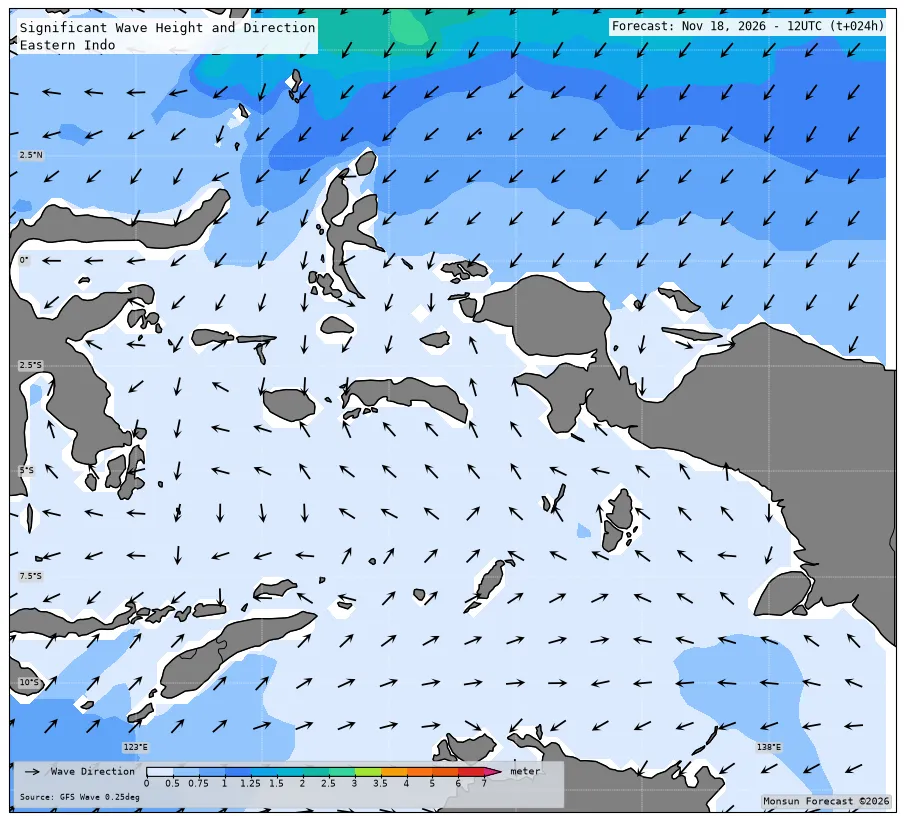 Significant Wave Height and Direction
Eastern Indo
Forecast: Nov 18, 2026 - 12UTC (t+024h)
2.5°N
0°
2.5°S
5°S
7.5°S
10°S
123°E
138°E
Wave Direction
meter
0 0.5 0.75 1 1.25 1.5 2 2.5 3 3.5 4 5 6 7
Source: GFS Wave 0.25deg
Monsun Forecast ©2026